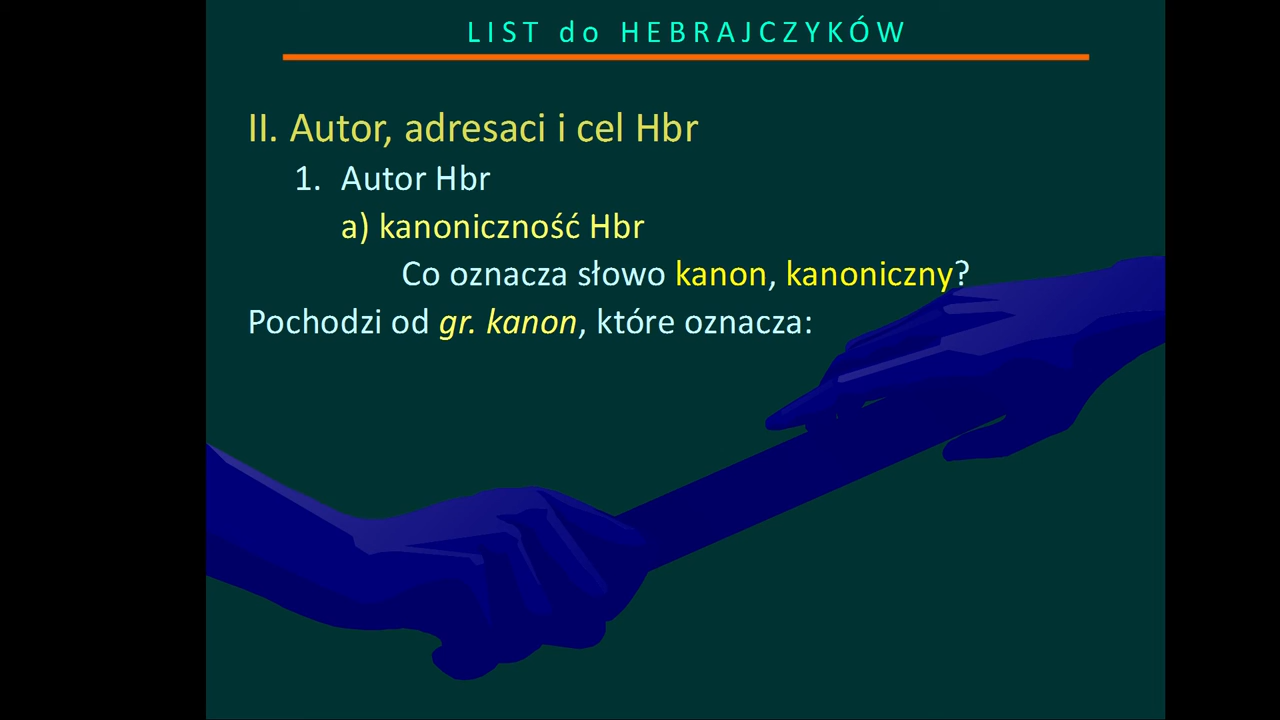 LIST do HEBRAJCZYKÓW
II. Autor, adresaci i cel Hbr
1. Autor Hbr
a) kanoniczność Hbr
Co oznacza słowo kanon, kanoniczny?
Pochodzi od gr. kanon, które oznacza: